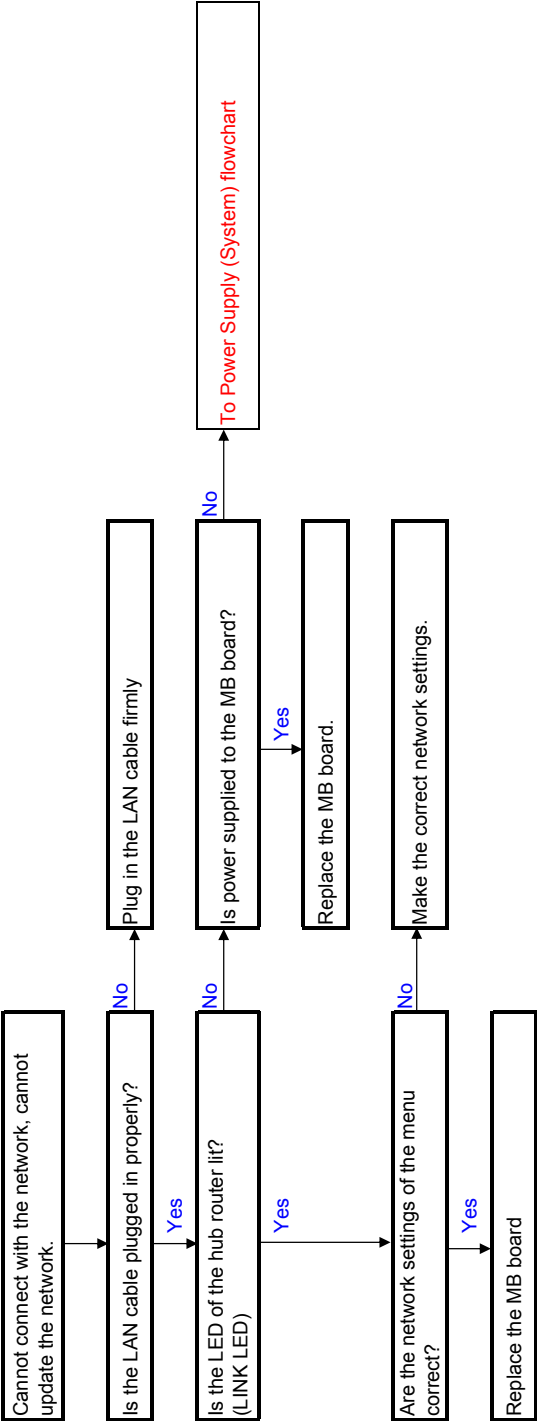 Cannot connect with the network, cannot
update the network.
Is the LAN cable plugged in properly?
No
Plug in the LAN cable firmly
Yes
Is the LED of the hub router lit?
(LINK LED)
No
Is power supplied to the MB board?
No
To Power Supply (System) flowchart
Yes
Replace the MB board.
Yes
Are the network settings of the menu
correct?
No
Make the correct network settings.
Yes
Replace the MB board